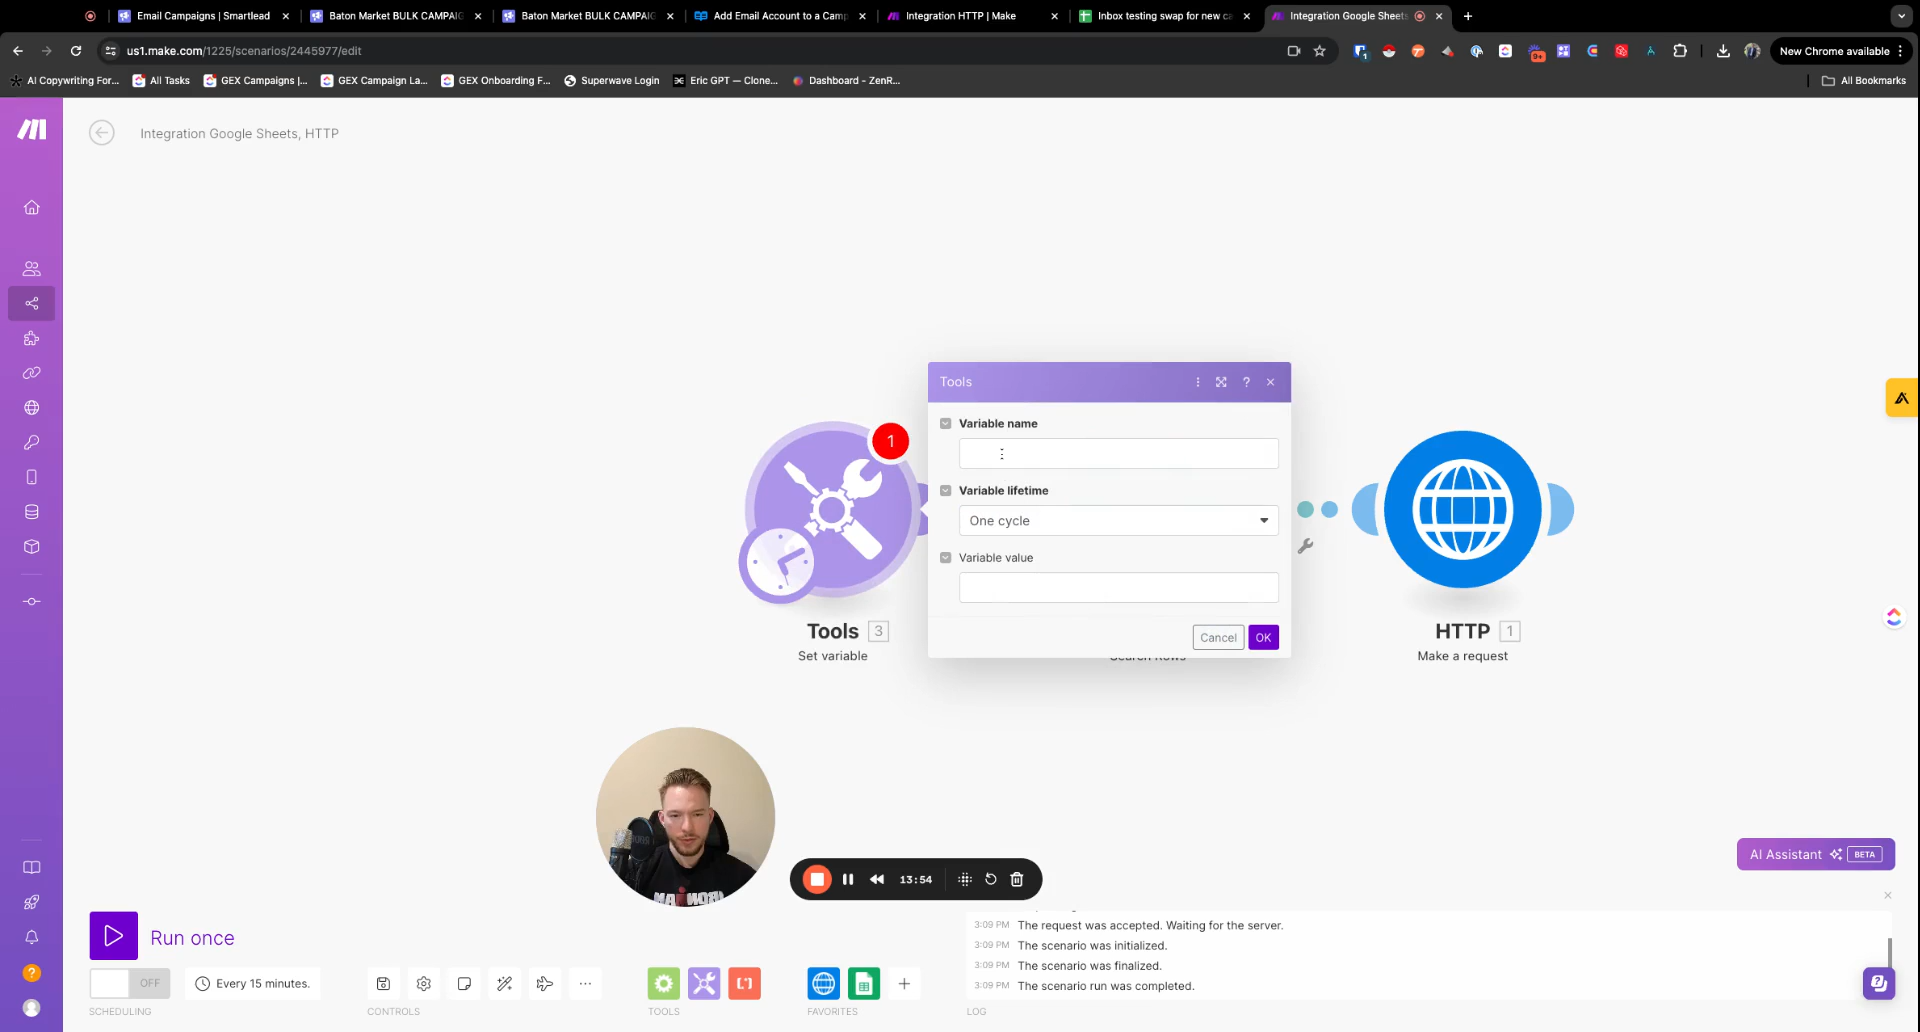 Email Campaigns | Smartlead
Baton Market BULK CAMPAIG
Baton Market BULK CAMPAIG
Add Email Account to a Camp
Integration HTTP | Make
Inbox testing swap for new ca
Integration Google Sheets
us1.make.com/1225/scenarios/2445977/edit
1
9+
New Chrome available
AI Copywriting For...
All Tasks
GEX Campaigns |...
GEX Campaign La...
GEX Onboarding F...
Superwave Login
Eric GPT — Clone...
Dashboard - ZenR...
All Bookmarks
Integration Google Sheets, HTTP
Tools
?
Variable name
Variable lifetime
One cycle
Variable value
Cancel
OK
1
Tools 3
Set variable
Search Rows
HTTP 1
Make a request
13:54
AI Assistant BETA
Run once
OFF
Every 15 minutes.
SCHEDULING
CONTROLS
TOOLS
FAVORITES
LOG
3:09 PM The request was accepted. Waiting for the server.
3:09 PM The scenario was initialized.
3:09 PM The scenario was finalized.
3:09 PM The scenario run was completed.